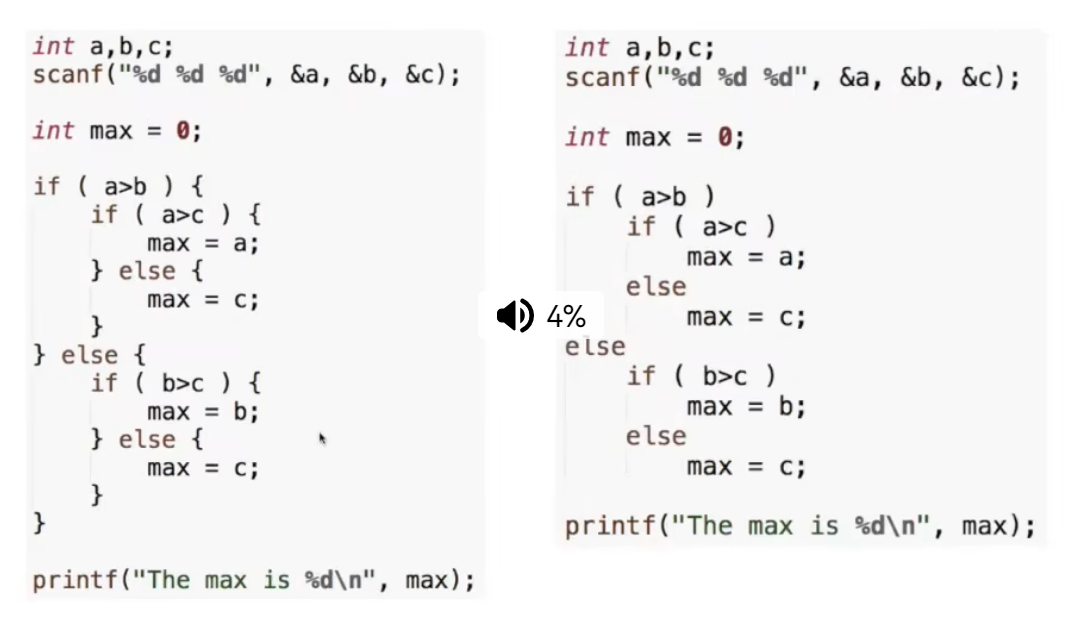 int a,b,c;
scanf("%d %d %d", &a, &b, &c);
int max = 0;
if ( a>b ) {
if ( a>c ) {
max = a;
} else {
max = c;
}
} else {
if ( b>c ) {
max = b;
} else {
max = c;
}
}
printf("The max is %d\n", max);
int a,b,c;
scanf("%d %d %d", &a, &b, &c);
int max = 0;
if ( a>b )
if ( a>c )
max = a;
else
max = c;
else
if ( b>c )
max = b;
else
max = c;
printf("The max is %d\n", max);
4%